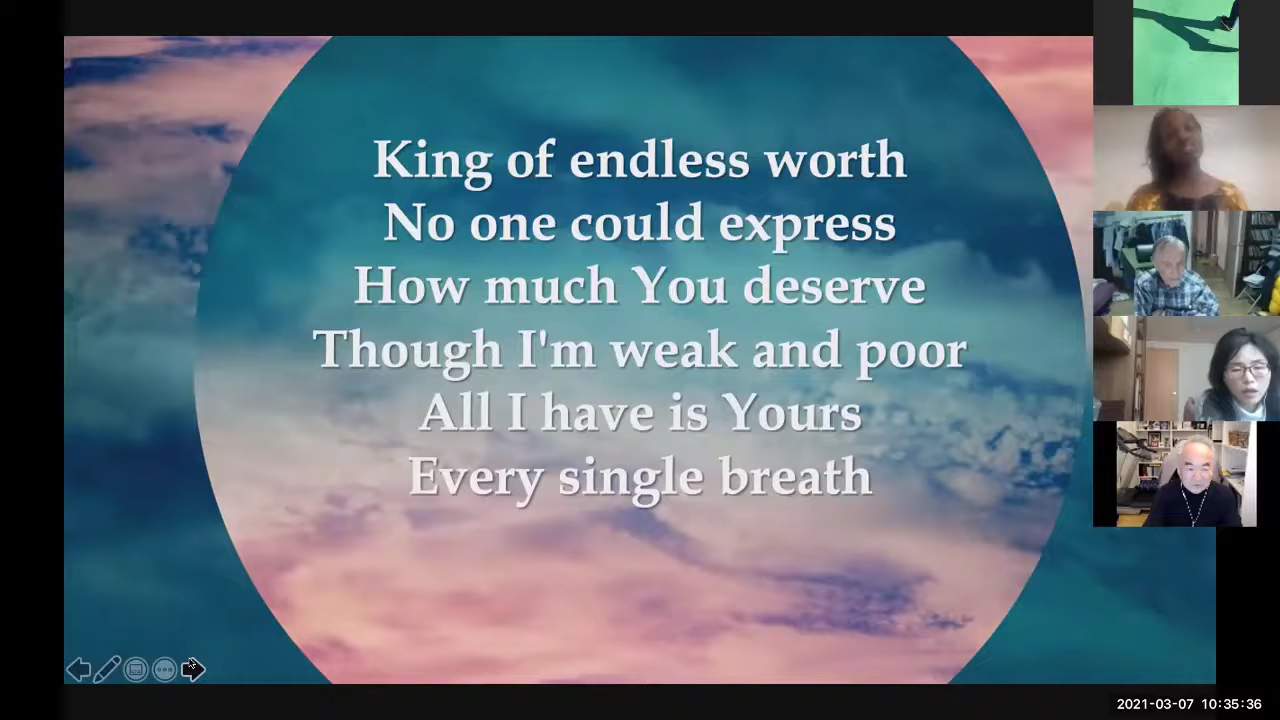 King of endless worth
No one could express
How much You deserve
Though I'm weak and poor
All I have is Yours
Every single breath
2021-03-07 10:35:36